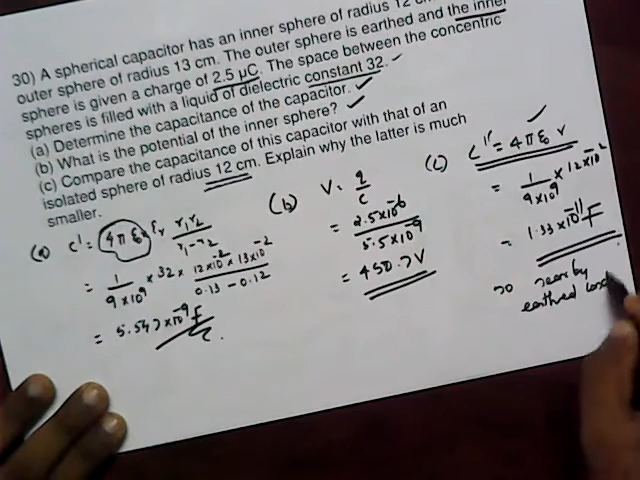 30) A spherical capacitor has an inner sphere of radius 12
outer sphere of radius 13 cm. The outer sphere is earthed and the inner
sphere is given a charge of 2.5 µC. The space between the concentric
spheres is filled with a liquid of dielectric constant 32.
(a) Determine the capacitance of the capacitor.
(b) What is the potential of the inner sphere?
(c) Compare the capacitance of this capacitor with that of an
isolated sphere of radius 12 cm. Explain why the latter is much
smaller.
(a) C' = 4πε₀ εr r₁r₂ / r₁-r₂
= 1 / 9×10⁹ × 32 × 12×10⁻² × 13×10⁻² / 0.13 - 0.12
= 5.547×10⁻⁹ F
(b) V = q / C
= 2.5×10⁻⁶ / 5.5×10⁻⁹
= 450.7V
(c) C'' = 4πε₀ r
= 1 / 9×10⁹ × 12×10⁻²
= 1.33×10⁻¹¹ F
no nearby
earthed